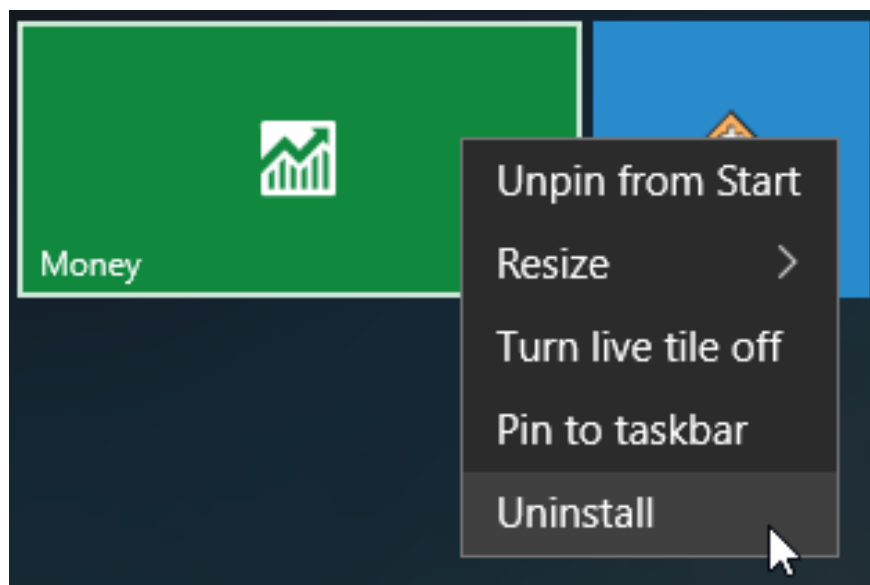 Money
Unpin from Start
Resize
Turn live tile off
Pin to taskbar
Uninstall